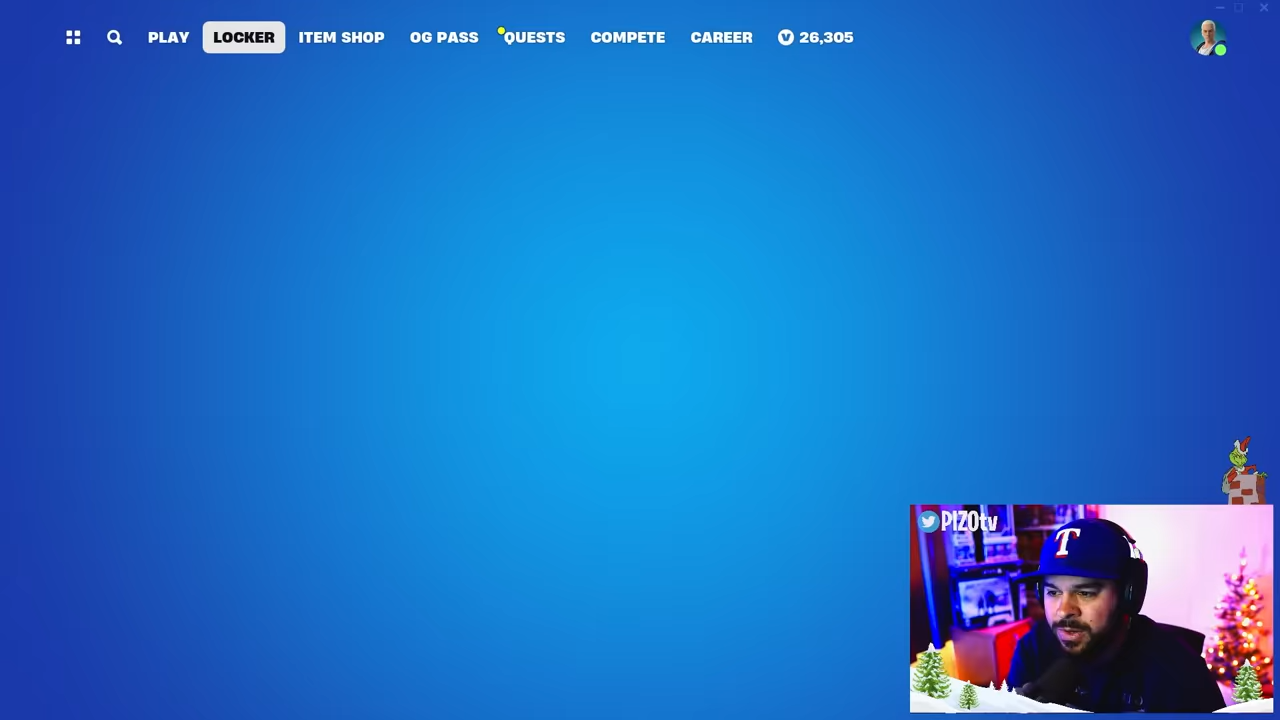 PLAY LOCKER ITEM SHOP OG PASS QUESTS COMPETE CAREER 26,305
PIZOtv
T